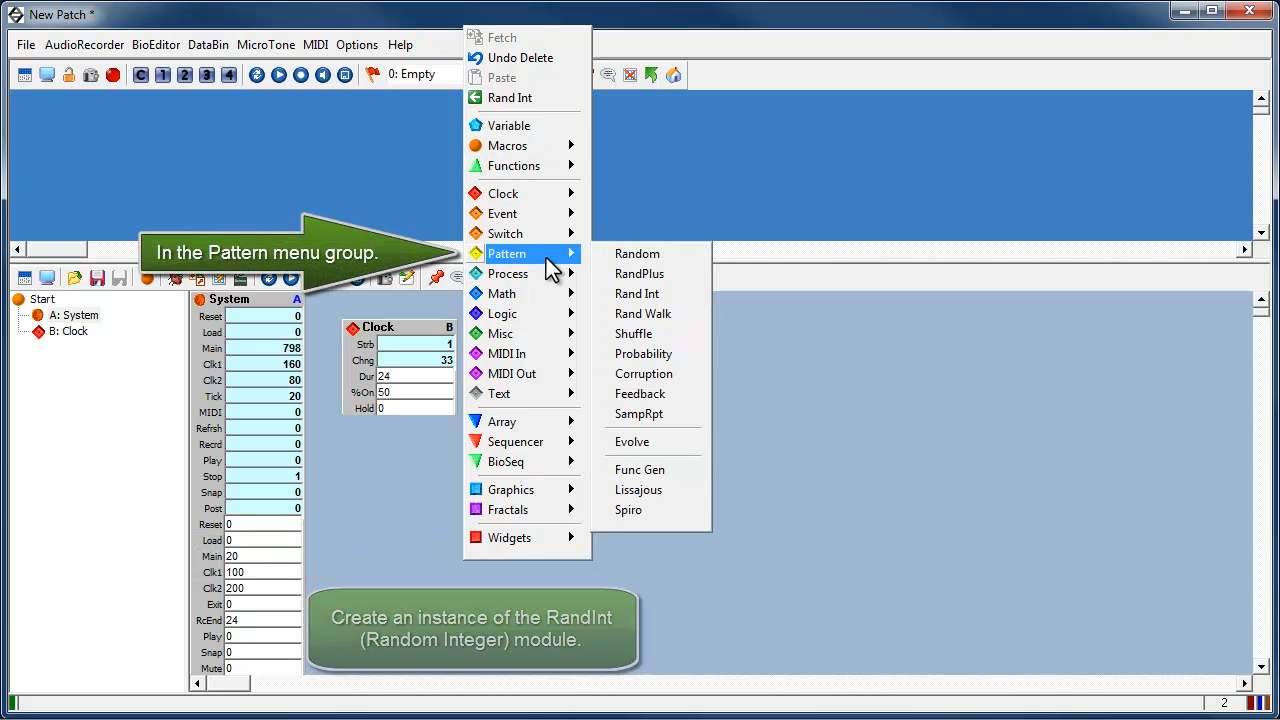 New Patch *
File AudioRecorder BioEditor DataBin MicroTone MIDI Options Help
C 1 2 3 4 0: Empty
Fetch
Undo Delete
Paste
Rand Int
Variable
Macros
Functions
Clock
Event
Switch
Pattern
Process
Math
Logic
Misc
MIDI In
MIDI Out
Text
Array
Sequencer
BioSeq
Graphics
Fractals
Widgets
Random
RandPlus
Rand Int
Rand Walk
Shuffle
Probability
Corruption
Feedback
SampRpt
Evolve
Func Gen
Lissajous
Spiro
In the Pattern menu group.
Start
A: System
B: Clock
System A
Reset 0
Load 0
Main 798
Clk1 160
Clk2 80
Tick 20
MIDI 0
Refrsh 0
Recrd 0
Play 0
Stop 1
Snap 0
Post 0
Reset 0
Load 0
Main 20
Clk1 100
Clk2 200
Exit 0
RcEnd 24
Play 0
Snap 0
Mute 0
Clock B
Strb 1
Chng 33
Dur 24
%On 50
Hold 0
Create an instance of the RandInt
(Random Integer) module.
2